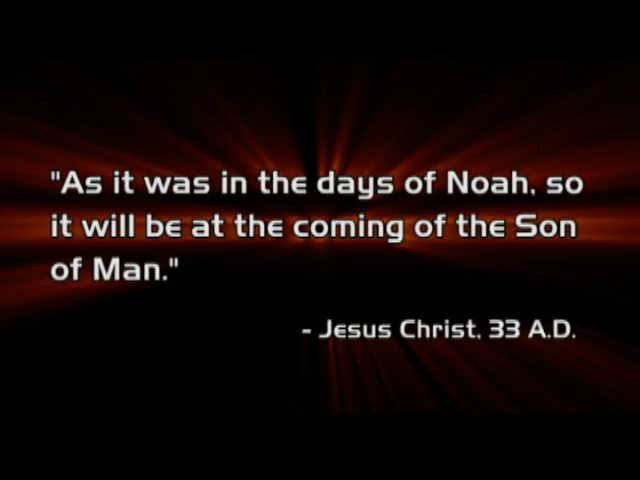 "As it was in the days of Noah, so
it will be at the coming of the Son
of Man."
- Jesus Christ, 33 A.D.